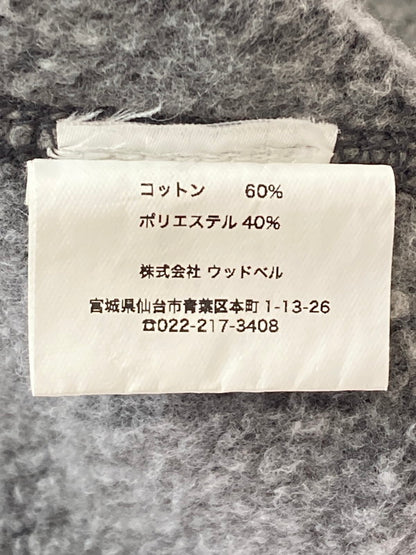 コットン 60%
ポリエステル 40%
株式会社 ウッドベル
宮城県仙台市青葉区本町 1-13-26
☎022-217-3408